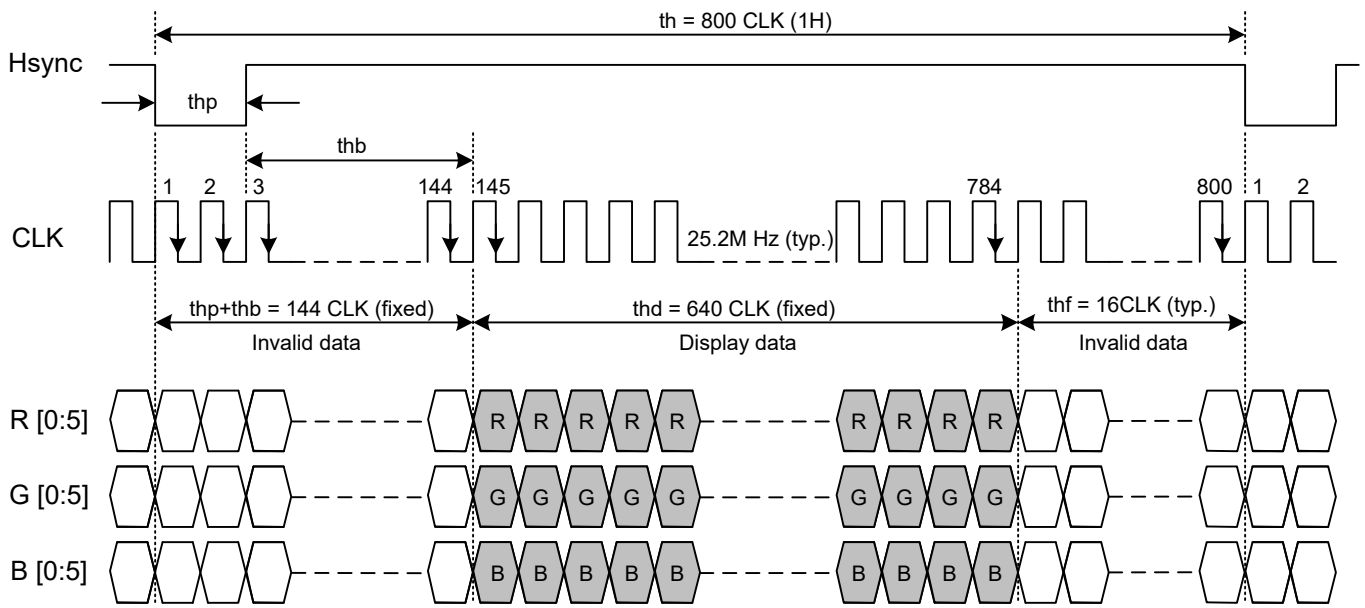 th = 800 CLK (1H)
Hsync
thp
thb
1 2 3 144 145 784 800 1 2
CLK
25.2M Hz (typ.)
thp+thb = 144 CLK (fixed) thd = 640 CLK (fixed) thf = 16CLK (typ.)
Invalid data Display data Invalid data
R [0:5] R R R R R R R R R
G [0:5] G G G G G G G G G
B [0:5] B B B B B B B B B